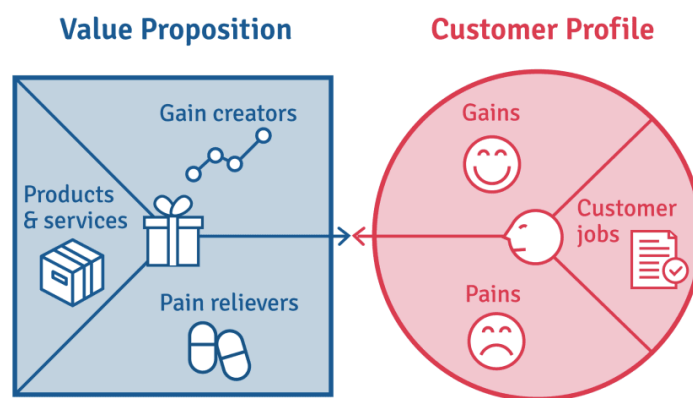 Value Proposition
Customer Profile
Gain creators
Products
& services
Pain relievers
Gains
Customer
jobs
Pains